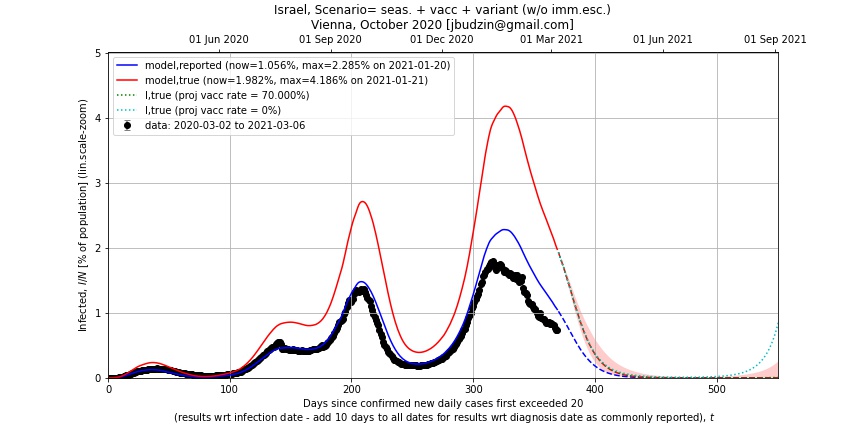 Israel, Scenario= seas. + vacc + variant (w/o imm.esc.)
Vienna, October 2020 [jbudzin@gmail.com]
01 Jun 2020 01 Sep 2020 01 Dec 2020 01 Mar 2021 01 Jun 2021 01 Sep 2021
model,reported (now=1.056%, max=2.285% on 2021-01-20)
model,true (now=1.982%, max=4.186% on 2021-01-21)
I,true (proj vacc rate = 70.000%)
I,true (proj vacc rate = 0%)
data: 2020-03-02 to 2021-03-06
Infected, I/N [% of population] (lin.scale-zoom)
5
4
3
2
1
0
0 100 200 300 400 500
Days since confirmed new daily cases first exceeded 20
(results wrt infection date - add 10 days to all dates for results wrt diagnosis date as commonly reported), t